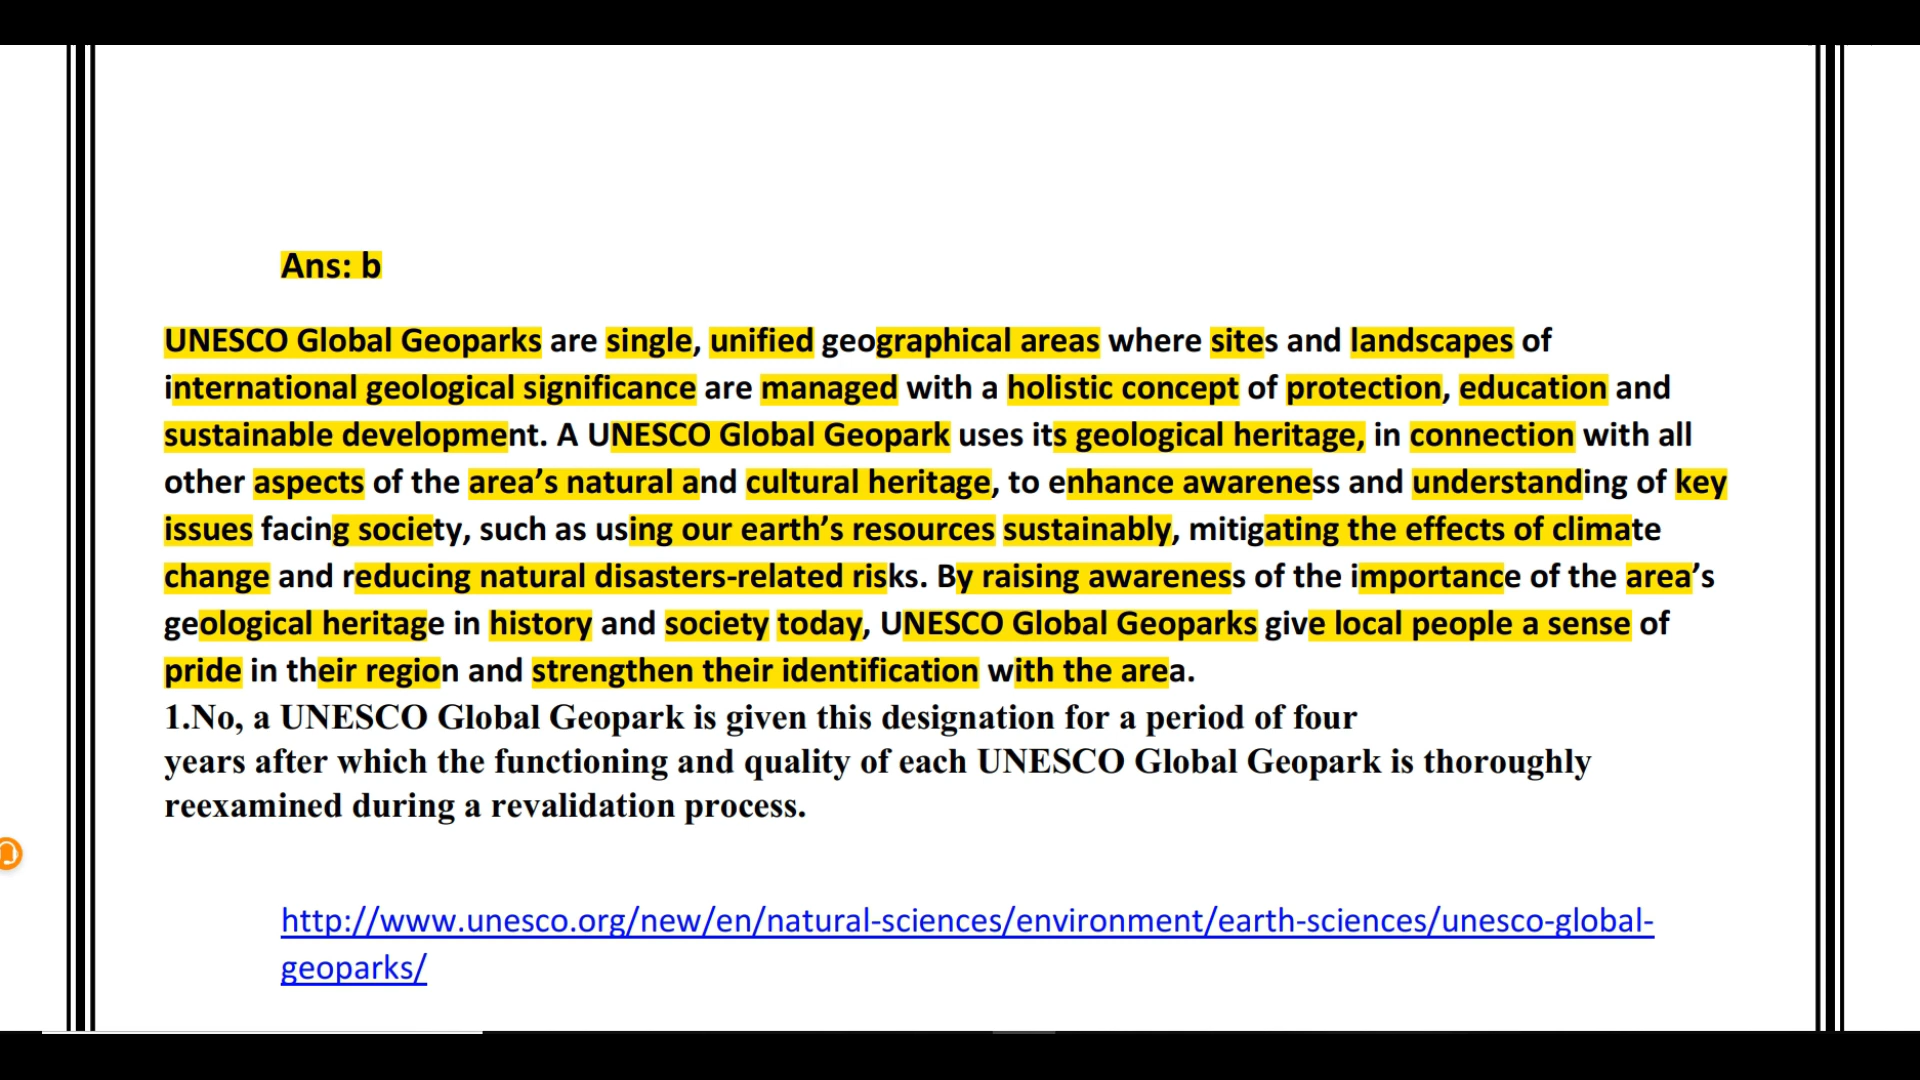 Ans: b
UNESCO Global Geoparks are single, unified geographical areas where sites and landscapes of
international geological significance are managed with a holistic concept of protection, education and
sustainable development. A UNESCO Global Geopark uses its geological heritage, in connection with all
other aspects of the area’s natural and cultural heritage, to enhance awareness and understanding of key
issues facing society, such as using our earth’s resources sustainably, mitigating the effects of climate
change and reducing natural disasters-related risks. By raising awareness of the importance of the area’s
geological heritage in history and society today, UNESCO Global Geoparks give local people a sense of
pride in their region and strengthen their identification with the area.
1.No, a UNESCO Global Geopark is given this designation for a period of four
years after which the functioning and quality of each UNESCO Global Geopark is thoroughly
reexamined during a revalidation process.
http://www.unesco.org/new/en/natural-sciences/environment/earth-sciences/unesco-global-
geoparks/